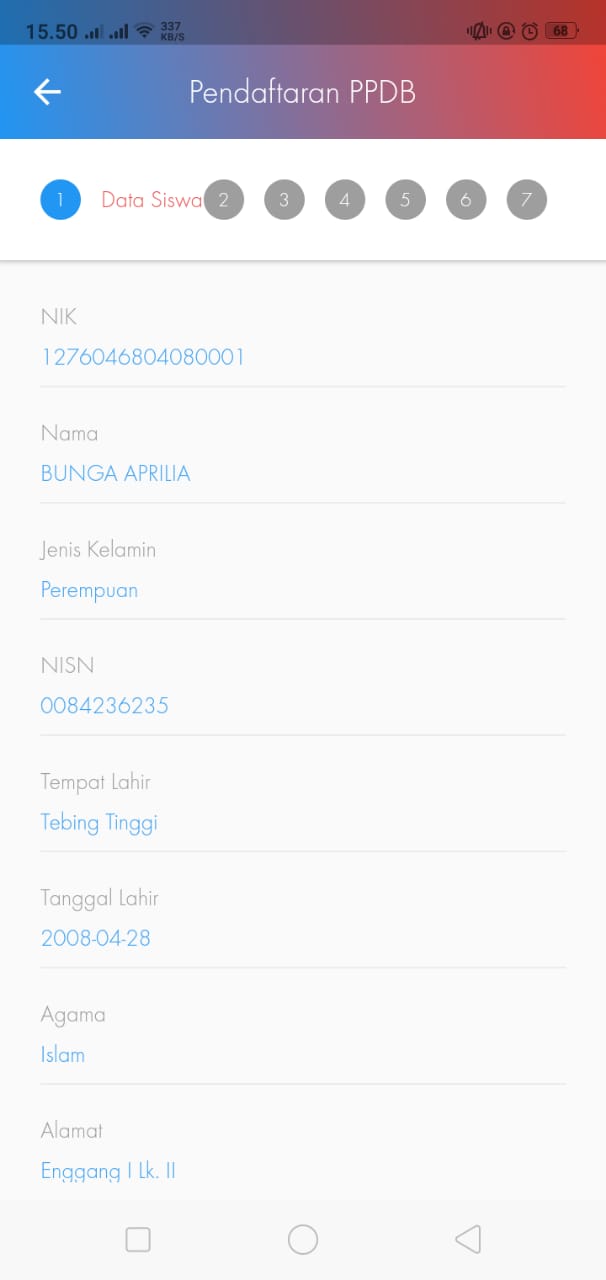 15.50 337 KB/S 68
Pendaftaran PPDB
1 Data Siswa 2 3 4 5 6 7
NIK
1276046804080001
Nama
BUNGA APRILIA
Jenis Kelamin
Perempuan
NISN
0084236235
Tempat Lahir
Tebing Tinggi
Tanggal Lahir
2008-04-28
Agama
Islam
Alamat
Enggang I Lk. II